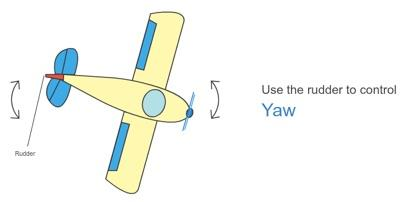 Use the rudder to control
Yaw
Rudder